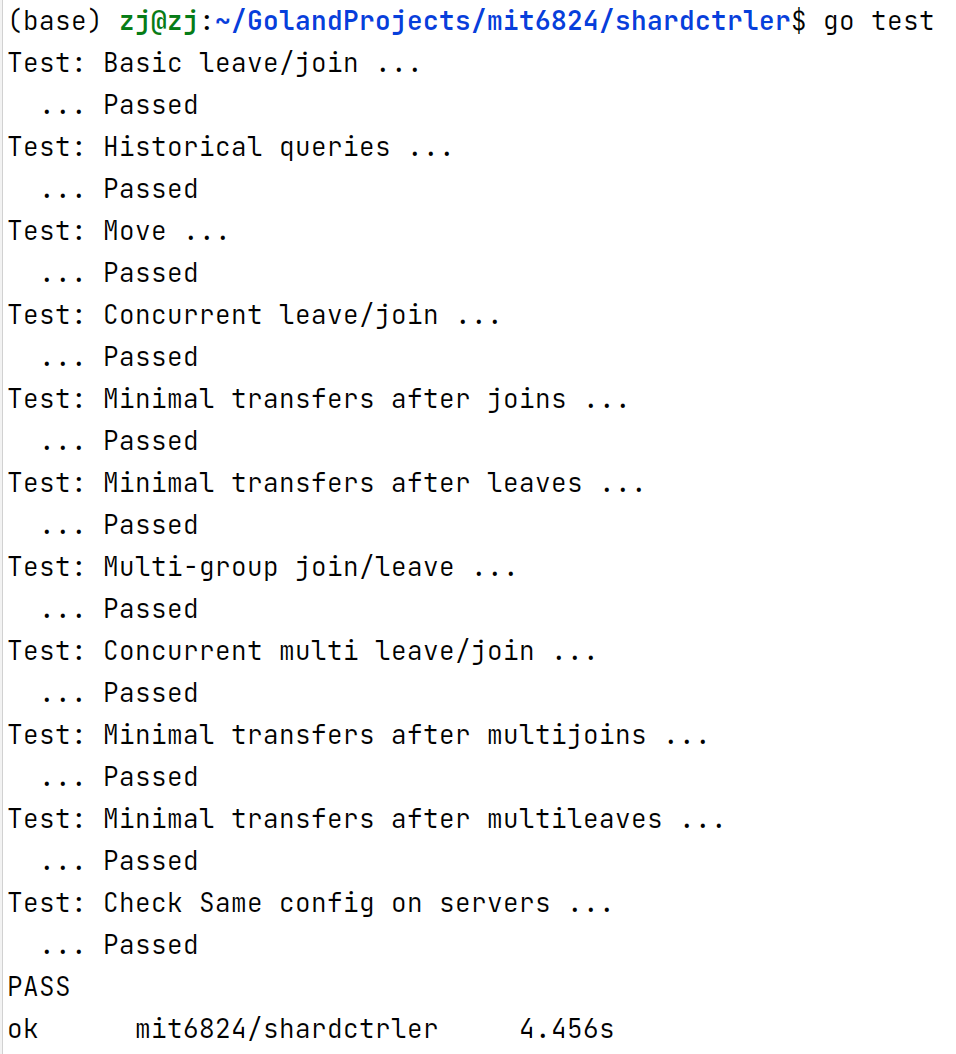 (base) zj@zj:~/GolandProjects/mit6824/shardctrler$ go test
Test: Basic leave/join ...
  ... Passed
Test: Historical queries ...
  ... Passed
Test: Move ...
  ... Passed
Test: Concurrent leave/join ...
  ... Passed
Test: Minimal transfers after joins ...
  ... Passed
Test: Minimal transfers after leaves ...
  ... Passed
Test: Multi-group join/leave ...
  ... Passed
Test: Concurrent multi leave/join ...
  ... Passed
Test: Minimal transfers after multijoins ...
  ... Passed
Test: Minimal transfers after multileaves ...
  ... Passed
Test: Check Same config on servers ...
  ... Passed
PASS
ok      mit6824/shardctrler     4.456s